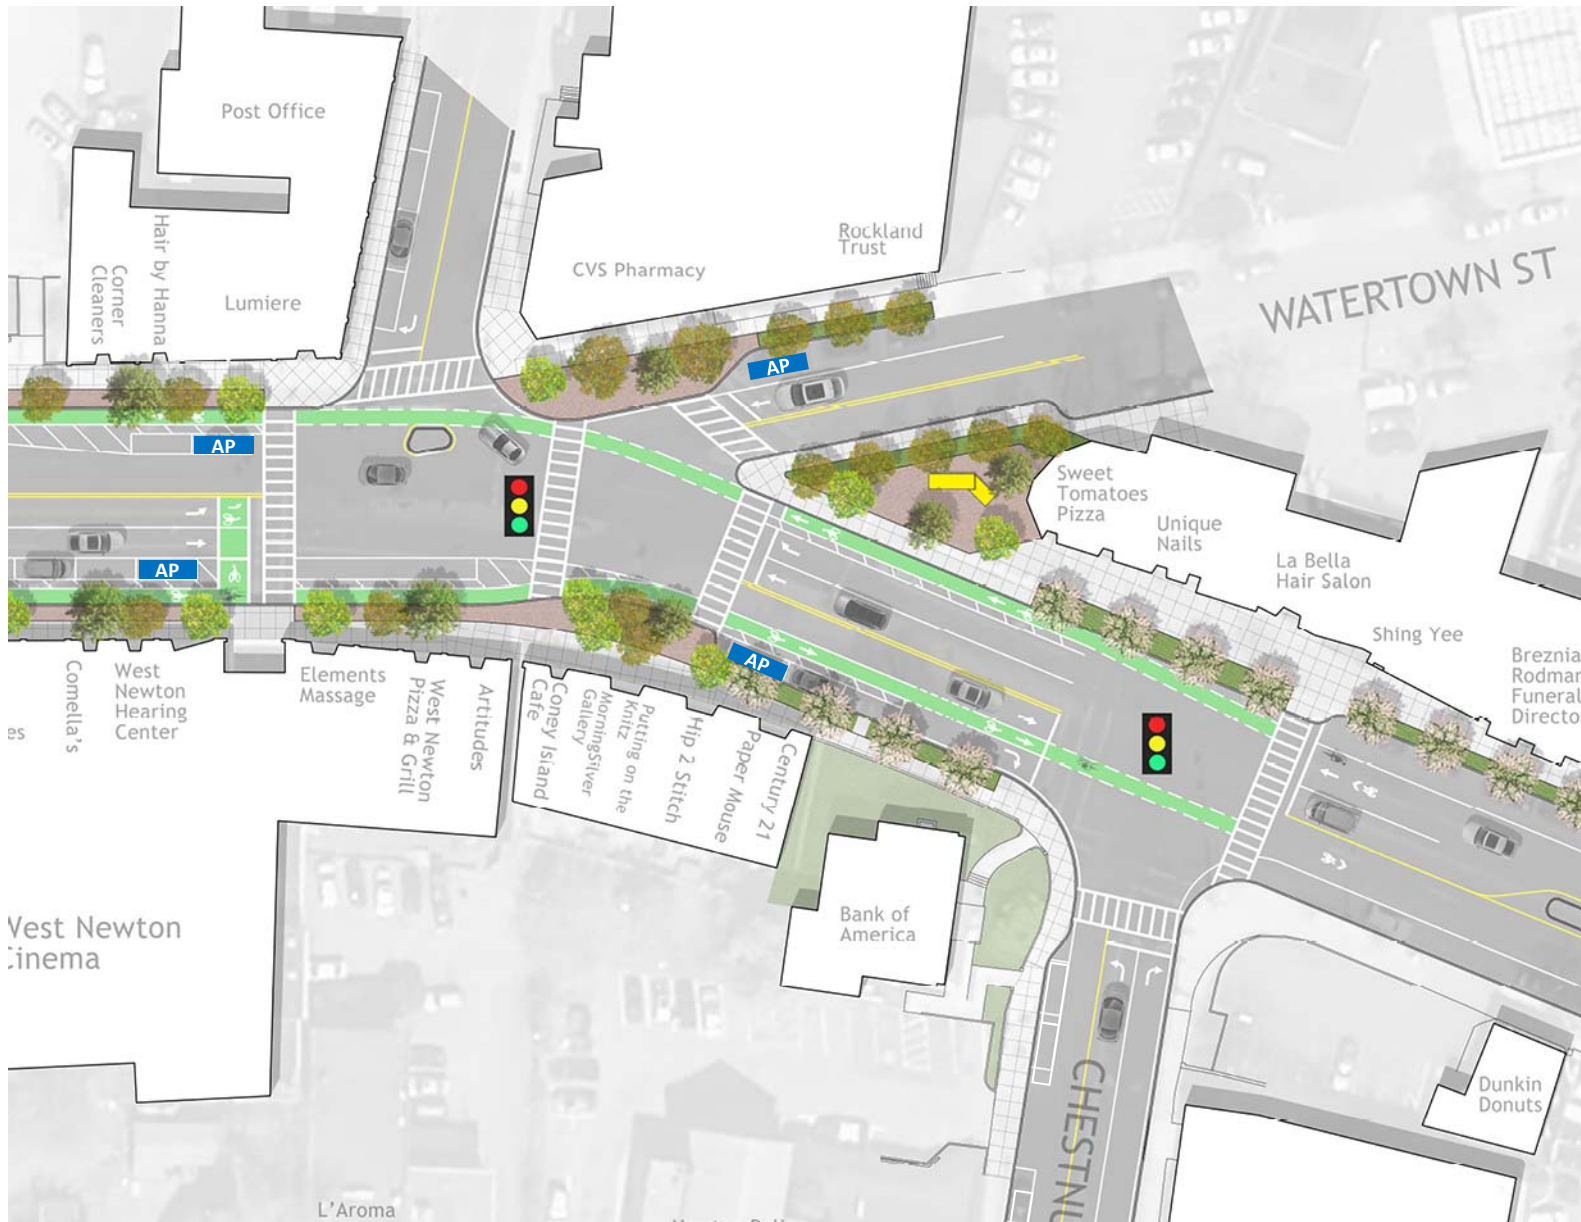 Post Office
Hair by Hanna
Corner
Cleaners
Lumiere
CVS Pharmacy
Rockland
Trust
WATERTOWN ST
AP
AP
AP
AP
Sweet
Tomatoes
Pizza
Unique
Nails
La Bella
Hair Salon
Shing Yee
Breznia
Rodman
Funeral
Directo
es
Comella's
West
Newton
Hearing
Center
Elements
Massage
West Newton
Pizza & Grill
Artitudes
Coney Island
Cafe
MorningSilver
Gallery
Putting on the
Knitz
Hip 2 Stitch
Paper Mouse
Century 21
West Newton
Cinema
Bank of
America
CHESTNU
Dunkin
Donuts
L'Aroma